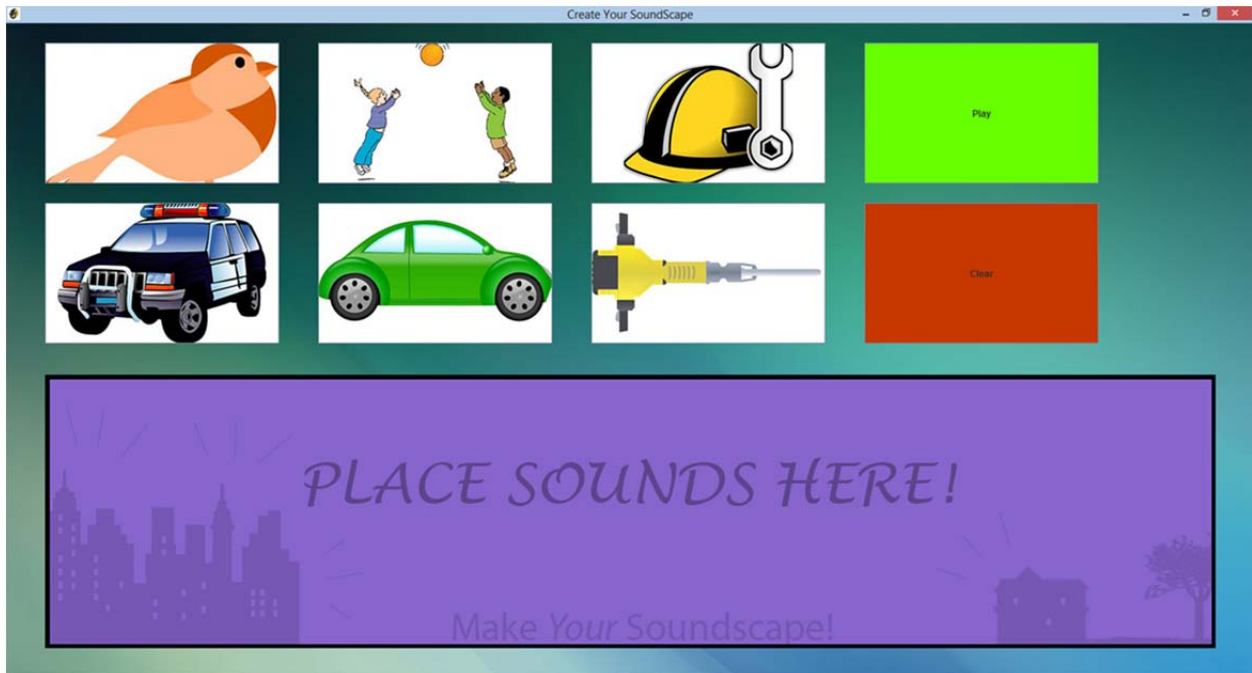 Create Your SoundScape
Play
Clear
PLACE SOUNDS HERE!
Make Your Soundscape!